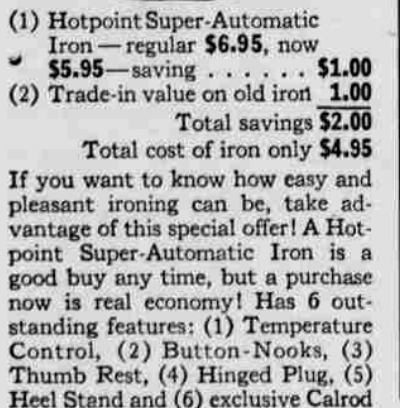 (1) Hotpoint Super-Automatic
Iron — regular $6.95, now
$5.95—saving . . . . . . $1.00
(2) Trade-in value on old iron 1.00
Total savings $2.00
Total cost of iron only $4.95
If you want to know how easy and
pleasant ironing can be, take ad-
vantage of this special offer! A Hot-
point Super-Automatic Iron is a
good buy any time, but a purchase
now is real economy! Has 6 out-
standing features: (1) Temperature
Control, (2) Button-Nooks, (3)
Thumb Rest, (4) Hinged Plug, (5)
Heel Stand and (6) exclusive Calrod